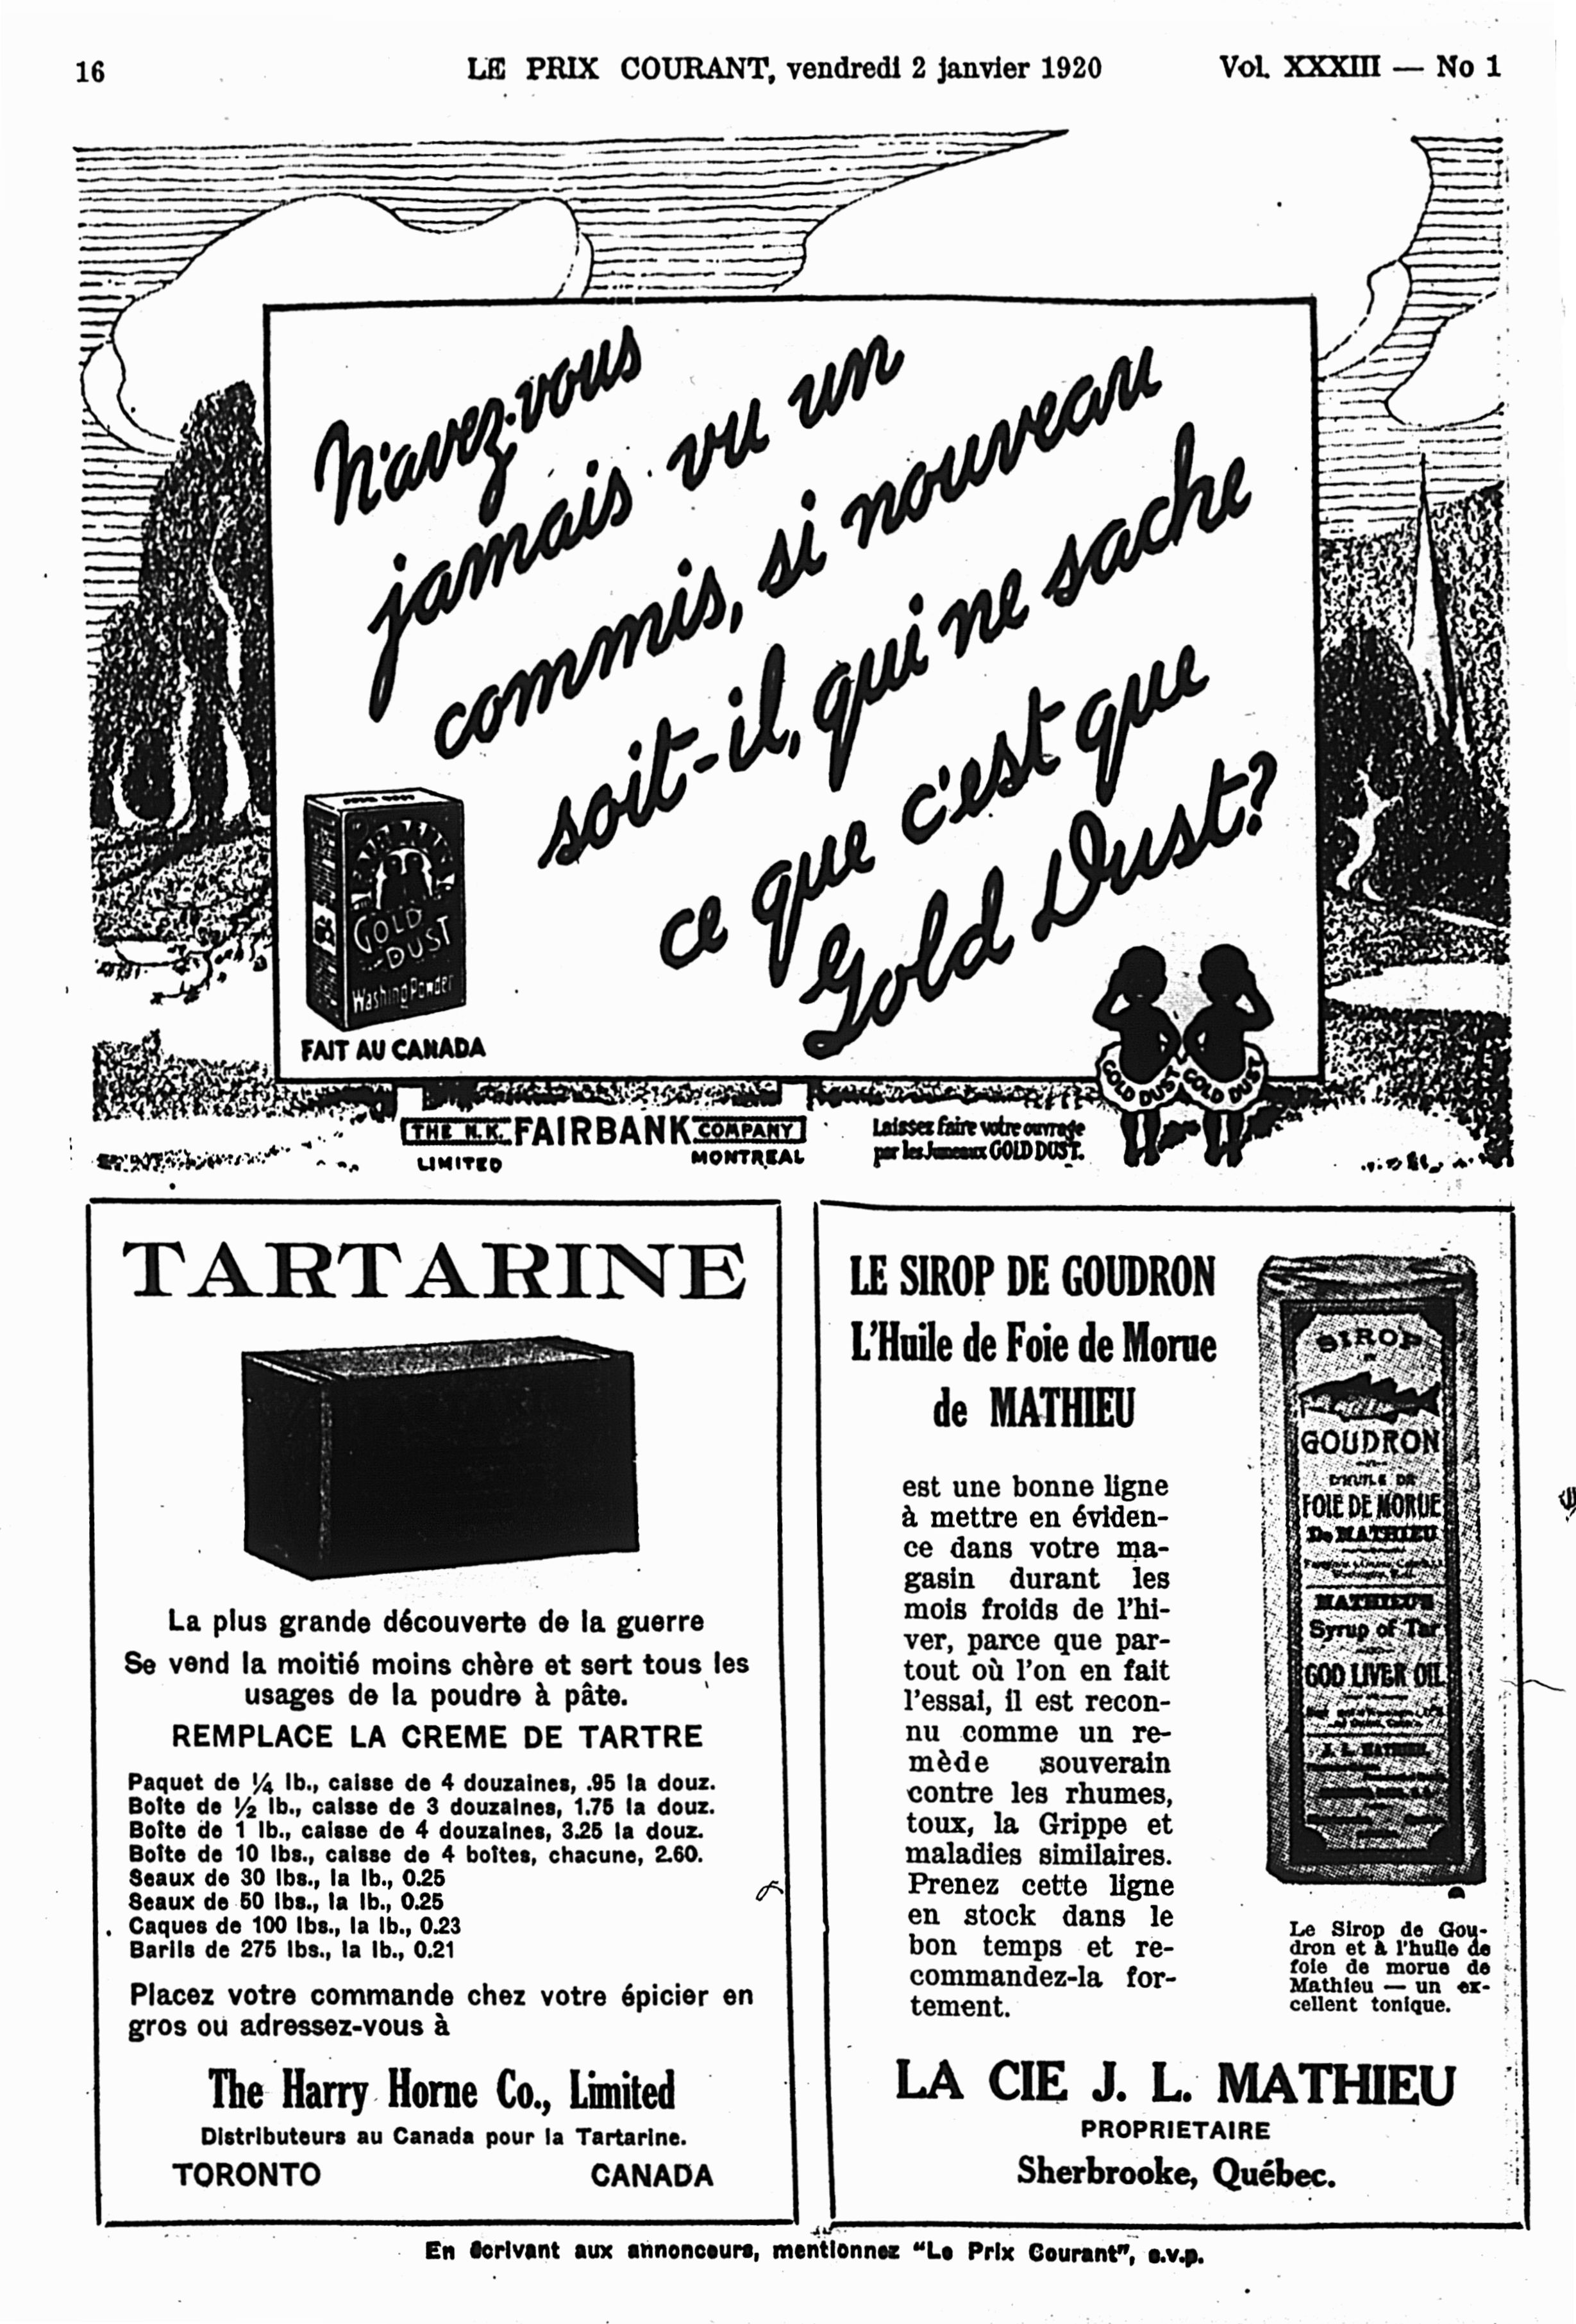 16
LE PRIX COURANT, vendredi 2 janvier 1920
Vol. XXXIII — No 1
N'avez-vous
jamais vu un
commis, si nouveau
soit-il, qui ne sache
ce que c'est que
Gold Dust?
FAIRBANK'S
GOLD
DUST
Washing Powder
FAIT AU CANADA
GOLD DUST
GOLD DUST
THE N.K. FAIRBANK COMPANY
LIMITED
MONTREAL
Laissez faire votre ouvrage
par les Jumeaux GOLD DUST.
TARTARINE
La plus grande découverte de la guerre
Se vend la moitié moins chère et sert tous les
usages de la poudre à pâte.
REMPLACE LA CREME DE TARTRE
Paquet de ¼ lb., caisse de 4 douzaines, .95 la douz.
Boîte de ½ lb., caisse de 3 douzaines, 1.75 la douz.
Boîte de 1 lb., caisse de 4 douzaines, 3.25 la douz.
Boîte de 10 lbs., caisse de 4 boîtes, chacune, 2.60.
Seaux de 30 lbs., la lb., 0.25
Seaux de 50 lbs., la lb., 0.25
Caques de 100 lbs., la lb., 0.23
Barils de 275 lbs., la lb., 0.21
Placez votre commande chez votre épicier en
gros ou adressez-vous à
The Harry Horne Co., Limited
Distributeurs au Canada pour la Tartarine.
TORONTO CANADA
LE SIROP DE GOUDRON
L'Huile de Foie de Morue
de MATHIEU
est une bonne ligne
à mettre en éviden-
ce dans votre ma-
gasin durant les
mois froids de l'hi-
ver, parce que par-
tout où l'on en fait
l'essai, il est recon-
nu comme un re-
mède souverain
contre les rhumes,
toux, la Grippe et
maladies similaires.
Prenez cette ligne
en stock dans le
bon temps et re-
commandez-la for-
tement.
SIROP
GOUDRON
D'HUILE DE
FOIE DE MORUE
De MATHIEU
MATHIEU'S
Syrup of Tar
COD LIVER OIL
J. L. MATHIEU,
Le Sirop de Gou-
dron et à l'huile de
foie de morue de
Mathieu — un ex-
cellent tonique.
LA CIE J. L. MATHIEU
PROPRIETAIRE
Sherbrooke, Québec.
En écrivant aux annonceurs, mentionnez "Le Prix Courant", s.v.p.